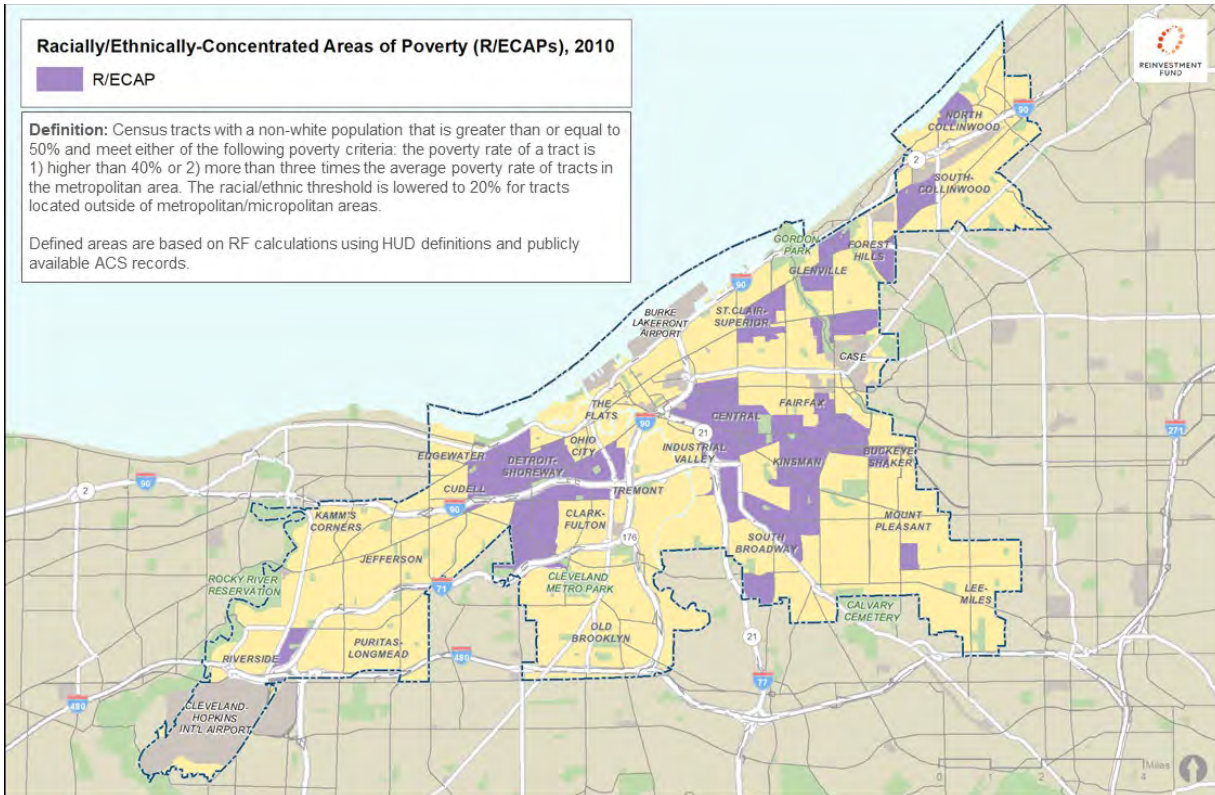 Racially/Ethnically-Concentrated Areas of Poverty (R/ECAPs), 2010
R/ECAP
Definition: Census tracts with a non-white population that is greater than or equal to
50% and meet either of the following poverty criteria: the poverty rate of a tract is
1) higher than 40% or 2) more than three times the average poverty rate of tracts in
the metropolitan area. The racial/ethnic threshold is lowered to 20% for tracts
located outside of metropolitan/micropolitan areas.
Defined areas are based on RF calculations using HUD definitions and publicly
available ACS records.
REINVESTMENT
FUND
90
NORTH
COLLINWOOD
2
SOUTH-
COLLINWOOD
GORDON
PARK
FOREST
HILLS
GLENVILLE
90
BURKE
LAKEFRONT
AIRPORT
ST.CLAIR-
SUPERIOR
CASE
THE
FLATS
90
CENTRAL
FAIRFAX
21
271
OHIO
CITY
INDUSTRIAL
VALLEY
KINSMAN
BUCKEYE-
SHAKER
EDGEWATER
DETROIT-
SHOREWAY
CUDELL
TREMONT
90
2
90
KAMM'S
CORNERS
CLARK-
FULTON
MOUNT
PLEASANT
176
SOUTH
BROADWAY
JEFFERSON
ROCKY RIVER
RESERVATION
71
CLEVELAND
METRO PARK
LEE-
MILES
CALVARY
CEMETERY
OLD
BROOKLYN
21
PURITAS-
LONGMEAD
RIVERSIDE
480
77
480
CLEVELAND-
HOPKINS
INT'L AIRPORT
0 1 2 4
Miles